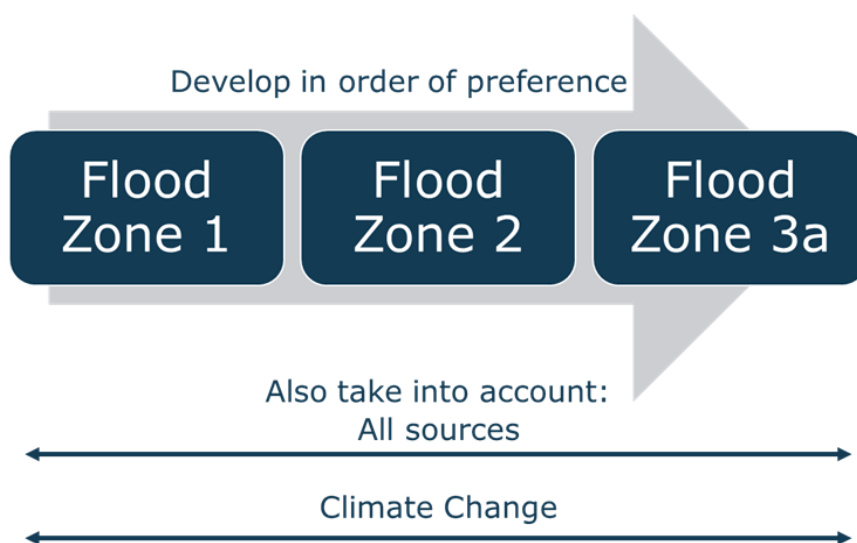 Develop in order of preference
Flood
Zone 1
Flood
Zone 2
Flood
Zone 3a
Also take into account:
All sources
Climate Change